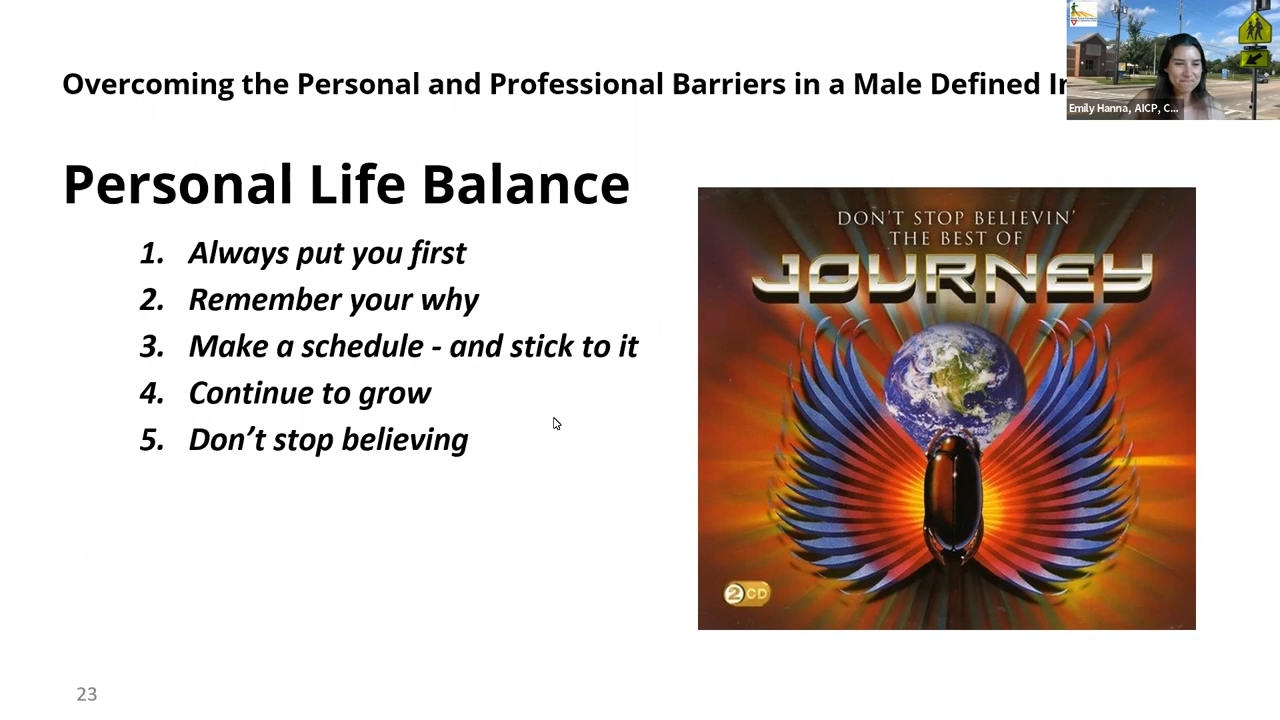 Overcoming the Personal and Professional Barriers in a Male Defined
Emily Hanna, AICP, C...
Personal Life Balance
1. Always put you first
2. Remember your why
3. Make a schedule - and stick to it
4. Continue to grow
5. Don’t stop believing
DON'T STOP BELIEVIN'
THE BEST OF
JOURNEY
2 CD
23